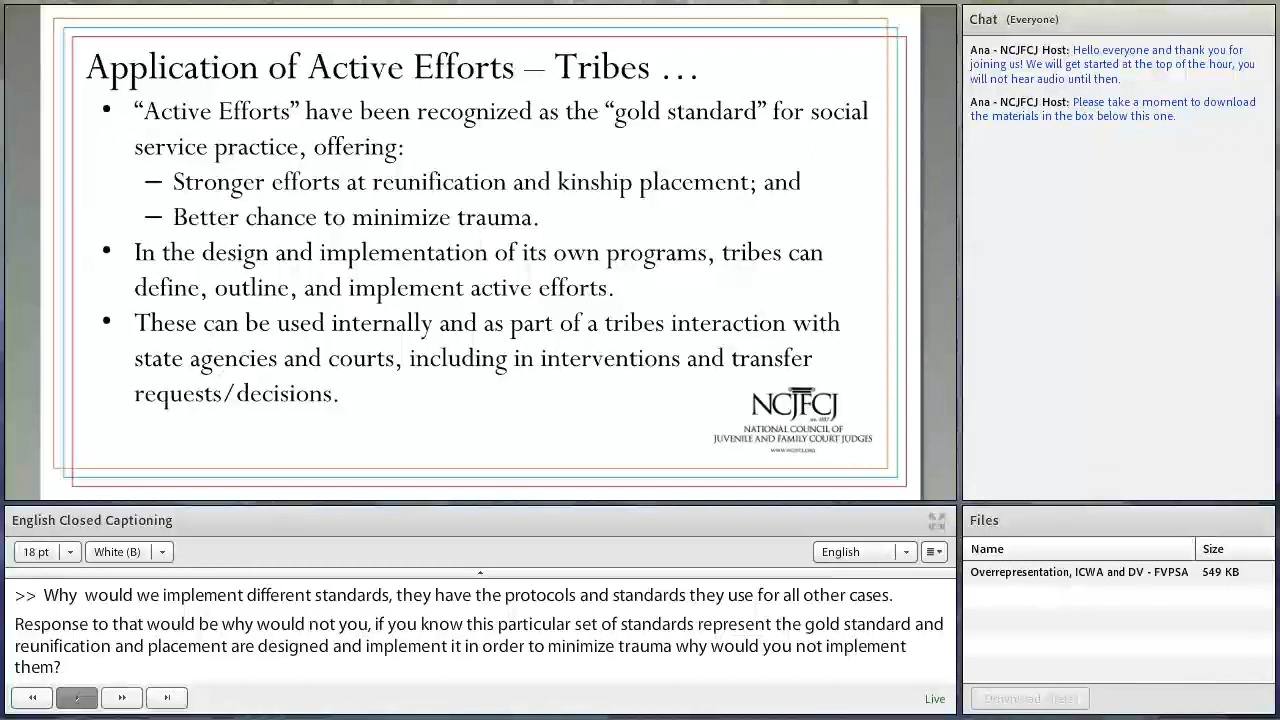 Application of Active Efforts – Tribes …
• “Active Efforts” have been recognized as the “gold standard” for social
service practice, offering:
– Stronger efforts at reunification and kinship placement; and
– Better chance to minimize trauma.
• In the design and implementation of its own programs, tribes can
define, outline, and implement active efforts.
• These can be used internally and as part of a tribes interaction with
state agencies and courts, including in interventions and transfer
requests/decisions.
NCJFCJ
NATIONAL COUNCIL OF
JUVENILE AND FAMILY COURT JUDGES
WWW.NCJFCJ.ORG
Chat (Everyone)
Ana - NCJFCJ Host: Hello everyone and thank you for
joining us! We will get started at the top of the hour, you
will not hear audio until then.
Ana - NCJFCJ Host: Please take a moment to download
the materials in the box below this one.
English Closed Captioning
18 pt White (B) English
>> Why would we implement different standards, they have the protocols and standards they use for all other cases.
Response to that would be why would not you, if you know this particular set of standards represent the gold standard and
reunification and placement are designed and implement it in order to minimize trauma why would you not implement
them?
Live
Files
Name Size
Overrepresentation, ICWA and DV - FVPSA 549 KB